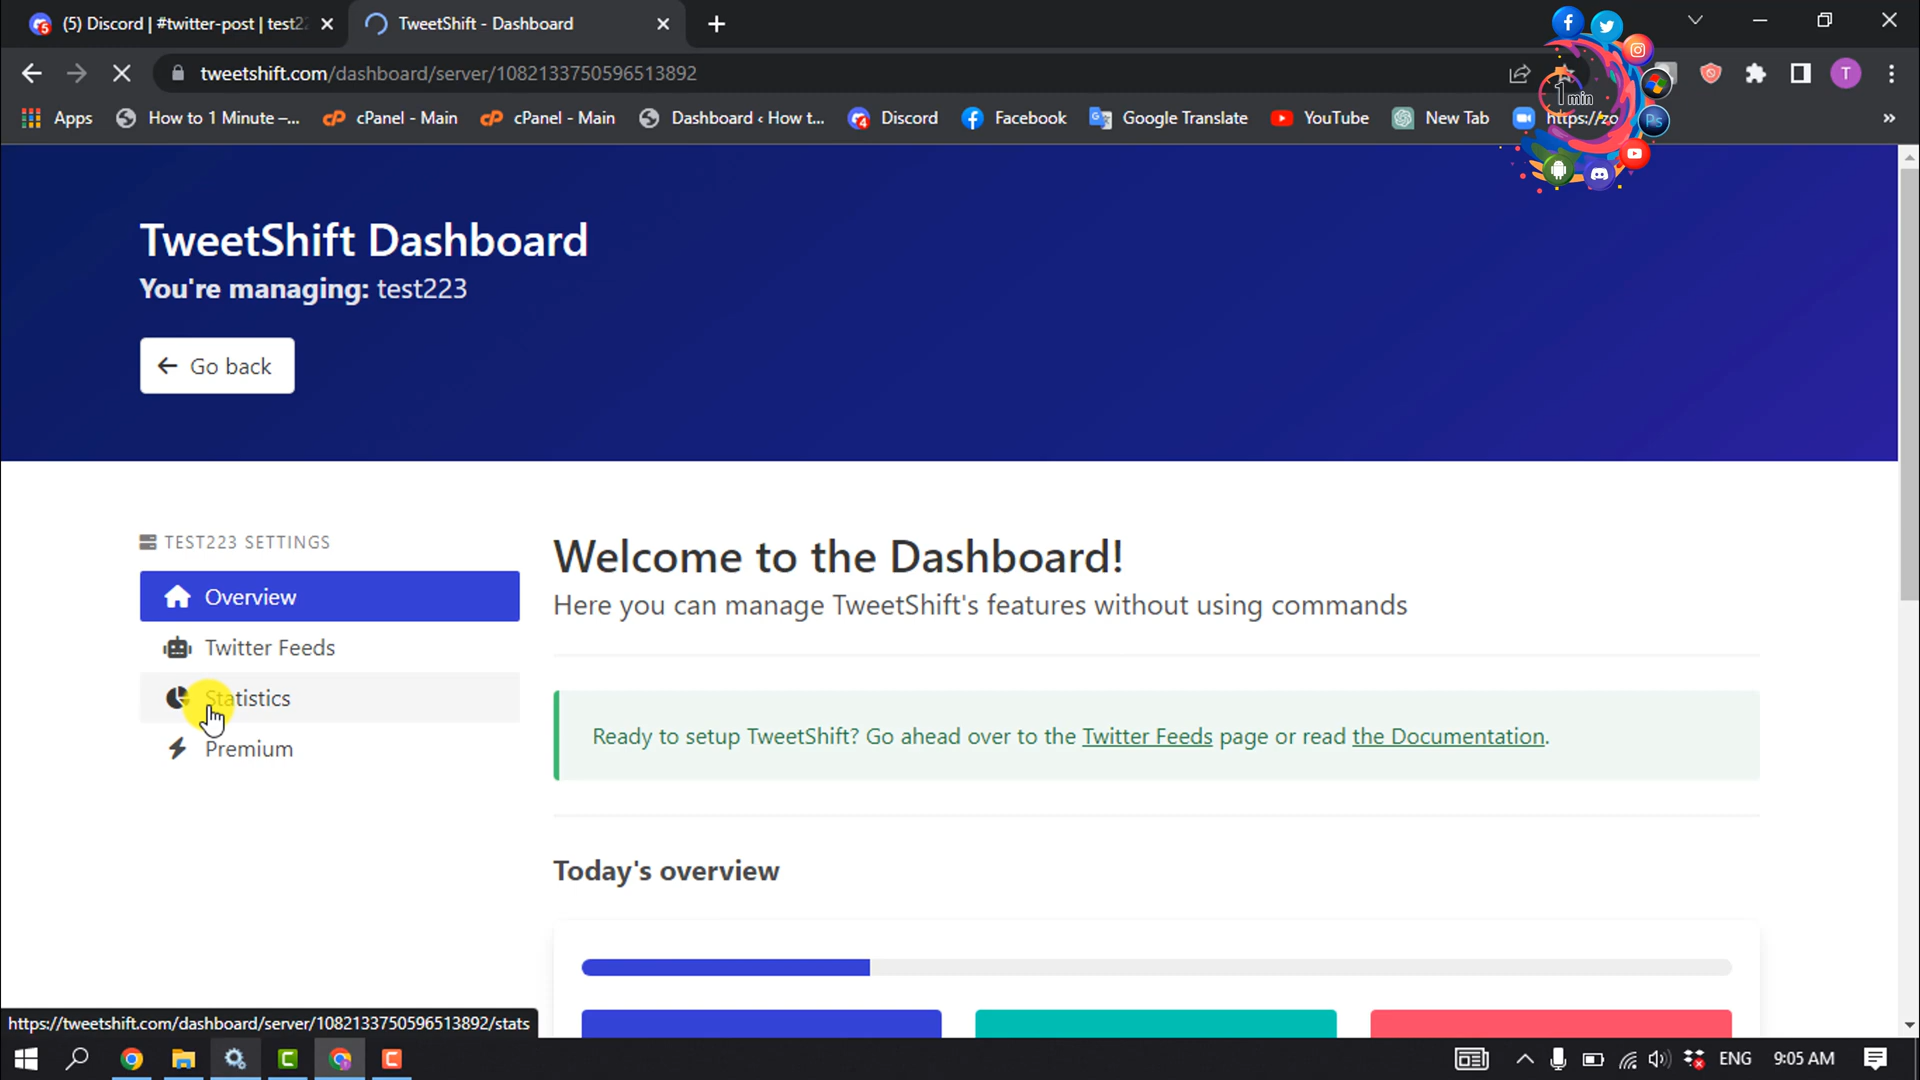 (5) Discord | #twitter-post | test22
TweetShift - Dashboard
tweetshift.com/dashboard/server/1082133750596513892
T
Apps
How to 1 Minute –...
cPanel - Main
cPanel - Main
Dashboard ‹ How t...
Discord
Facebook
Google Translate
YouTube
New Tab
https://zo
»
1 min
Ps
TweetShift Dashboard
You're managing: test223
Go back
TEST223 SETTINGS
Overview
Twitter Feeds
Statistics
Premium
Welcome to the Dashboard!
Here you can manage TweetShift's features without using commands
Ready to setup TweetShift? Go ahead over to the Twitter Feeds page or read the Documentation.
Today's overview
https://tweetshift.com/dashboard/server/1082133750596513892/stats
ENG
9:05 AM